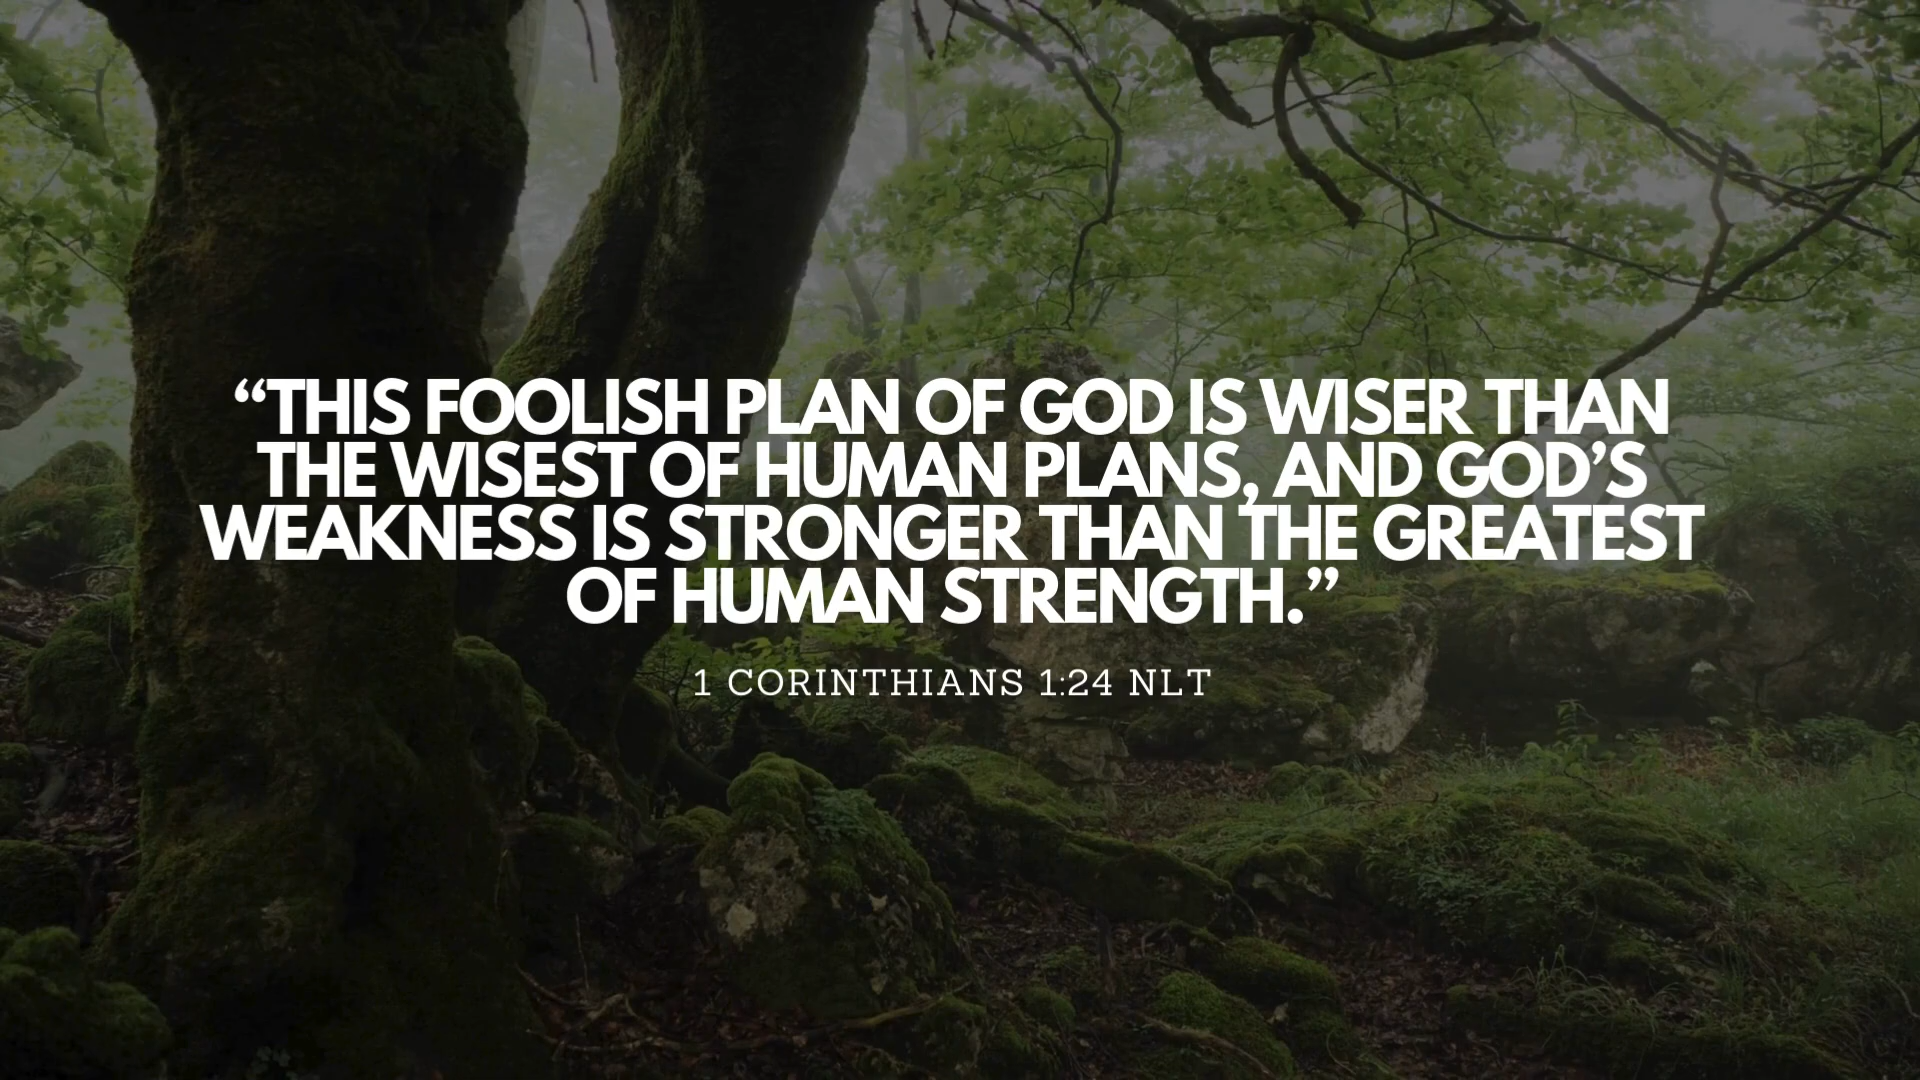 “THIS FOOLISH PLAN OF GOD IS WISER THAN
THE WISEST OF HUMAN PLANS, AND GOD’S
WEAKNESS IS STRONGER THAN THE GREATEST
OF HUMAN STRENGTH.”
1 CORINTHIANS 1:24 NLT